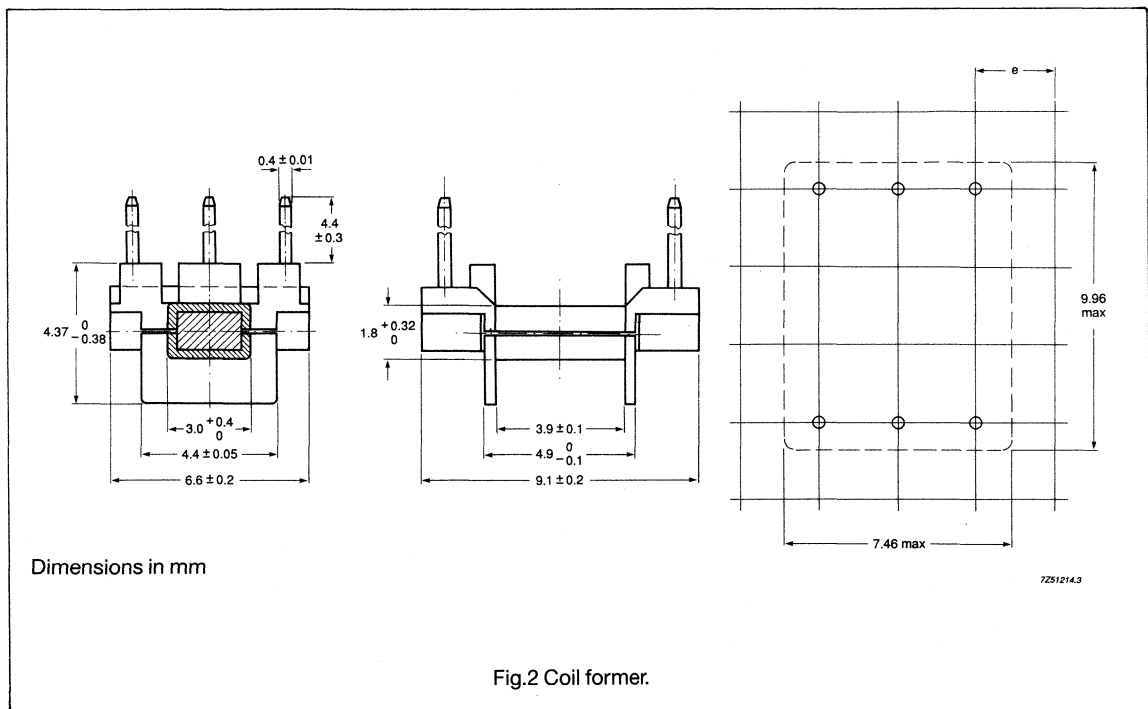 e
0.4 ± 0.01
4.4
± 0.3
4.37 0
− 0.38
1.8 + 0.32
0
9.96
max
3.0 + 0.4
0
4.4 ± 0.05
6.6 ± 0.2
3.9 ± 0.1
4.9 0
− 0.1
9.1 ± 0.2
7.46 max
Dimensions in mm
7Z51214.3
Fig.2 Coil former.